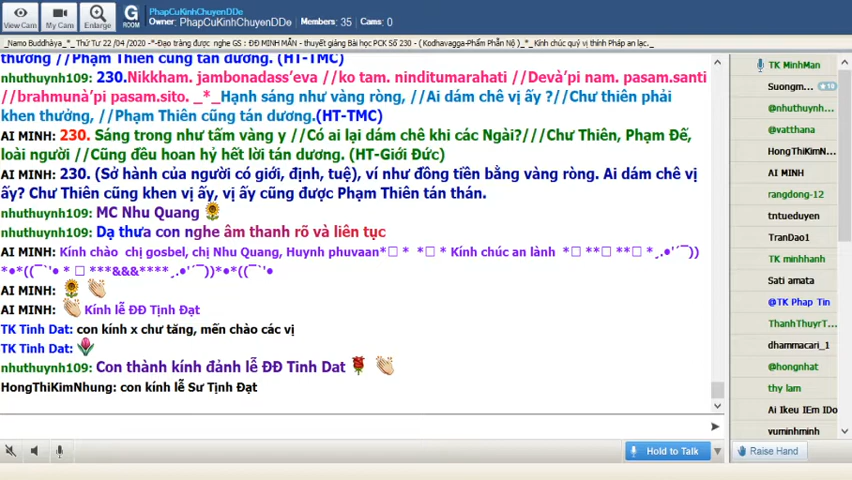 PhapCuKinhChuyenDDe
Owner: PhapCuKinhChuyenDDe Members: 35 Cams: 0
View Cam My Cam Enlarge G ROOM
_Namo Buddhàya_*_ Thứ Tư 22 /04 /2020 -*-Đạo tràng được nghe GS : ĐĐ MINH MẪN - thuyết giảng Bài học PCK Số 230 - ( Kodhavagga-Phẩm Phẫn Nộ )_*_Kính chúc quý vị thính Pháp an lạc._
thưởng //Phạm Thiên cũng tán dương. (HT-TMC)
nhuthuynh109: 230.Nikkham. jambonadass'eva //ko tam. ninditumarahati //Devà'pi nam. pasam.santi
//brahmunà'pi pasam.sito. _*_Hạnh sáng như vàng ròng, //Ai dám chê vị ấy ?//Chư thiên phải
khen thưởng, //Phạm Thiên cũng tán dương.(HT-TMC)
AI MINH: 230. Sáng trong như tấm vàng y //Có ai lại dám chê khi các Ngài?///Chư Thiên, Phạm Đế,
loài người //Cũng đều hoan hỷ hết lời tán dương. (HT-Giới Đức)
AI MINH: 230. (Sở hành của người có giới, định, tuệ), ví như đồng tiền bằng vàng ròng. Ai dám chê vị
ấy? Chư Thiên cũng khen vị ấy, vị ấy cũng được Phạm Thiên tán thán.
nhuthuynh109: MC Nhu Quang
nhuthuynh109: Dạ thưa con nghe âm thanh rõ và liên tục
AI MINH: Kính chào chị gosbel, chị Nhu Quang, Huynh phuvaan*□ * *□ * Kính chúc an lành *□ **□ **□ *¸.•'´¯))
*•*((¯`'• * □ ***&&&****¸.•'´¯))*•*((¯`'•
AI MINH:
AI MINH: Kính lễ ĐĐ Tịnh Đạt
TK Tinh Dat: con kính x chư tăng, mến chào các vị
TK Tinh Dat:
nhuthuynh109: Con thành kính đảnh lễ ĐĐ Tinh Dat
HongThiKimNhung: con kính lễ Sư Tịnh Đạt
TK MinhMan
Suongm... 10
@nhuthuynh...
@vatthana
HongThiKimN...
AI MINH
rangdong-12
tntueduyen
TranDao1
TK minhhanh
Sati amata
@TK Phap Tin
ThanhThuyrT...
dhammacari_1
@hongnhat
thy lam
Ai Ikeu IEm IDo
vuminhminh
Hold to Talk
Raise Hand